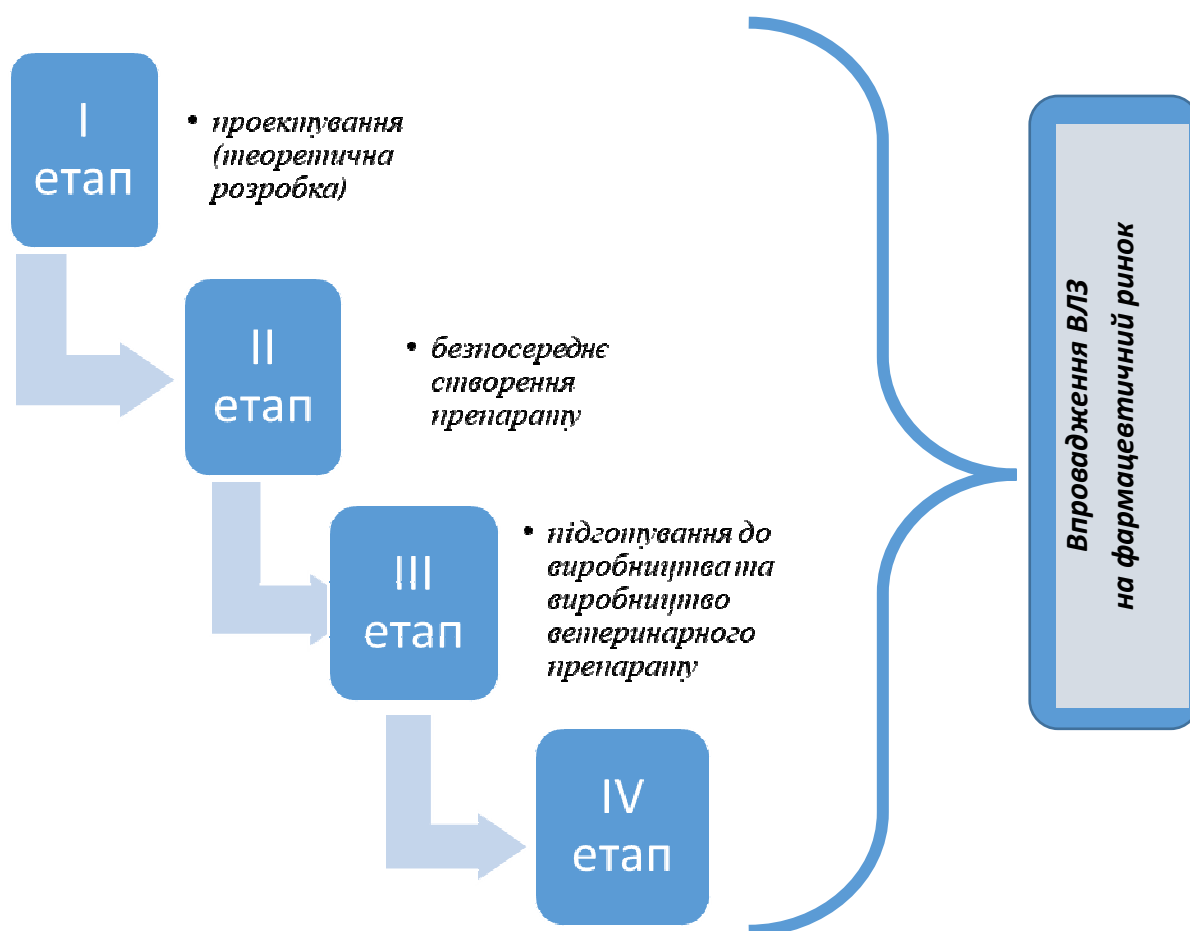 I
етап
• проектування
(теоретична
розробка)
II
етап
• безпосереднє
створення
препарату
III
етап
• підготування до
виробництва та
виробництво
ветеринарного
препарату
IV
етап
Впровадження ВЛЗ
на фармацевтичний ринок